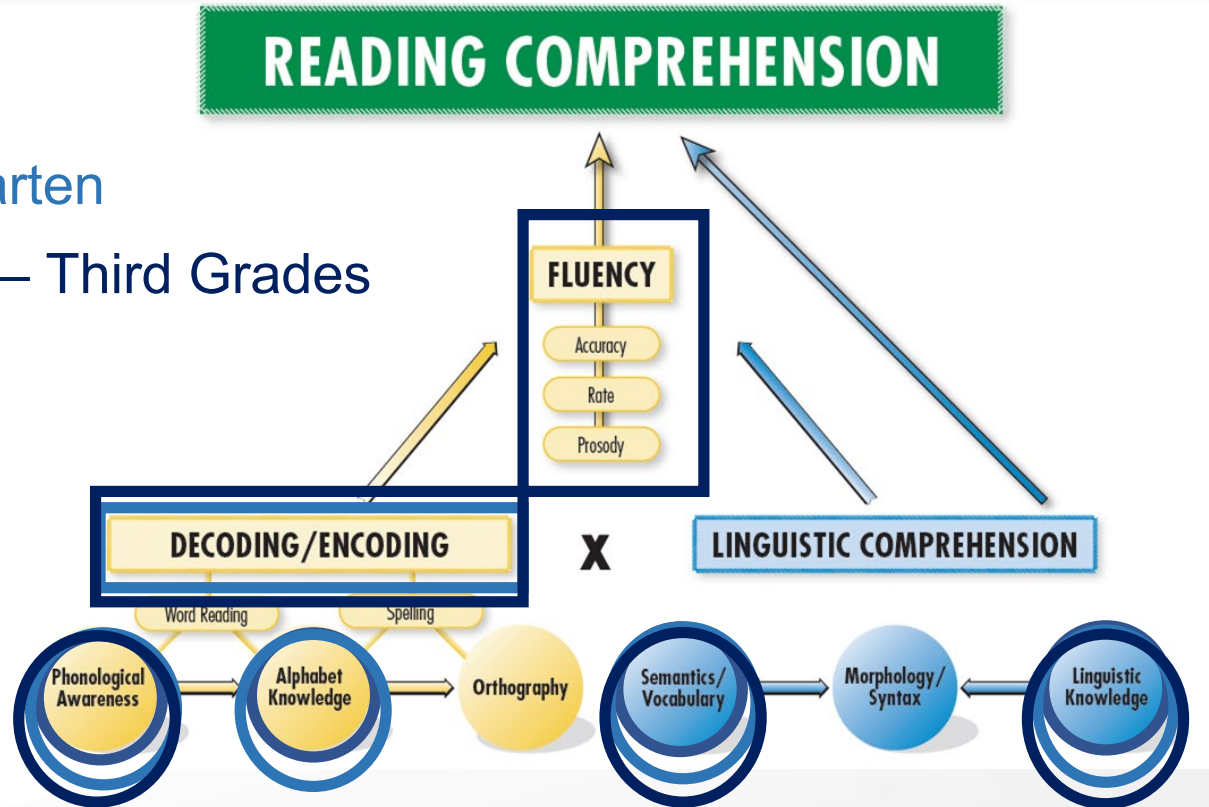 READING COMPREHENSION
arten
– Third Grades
FLUENCY
Accuracy
Rate
Prosody
DECODING/ENCODING
X
LINGUISTIC COMPREHENSION
Word Reading
Spelling
Phonological
Awareness
Alphabet
Knowledge
Orthography
Semantics/
Vocabulary
Morphology/
Syntax
Linguistic
Knowledge